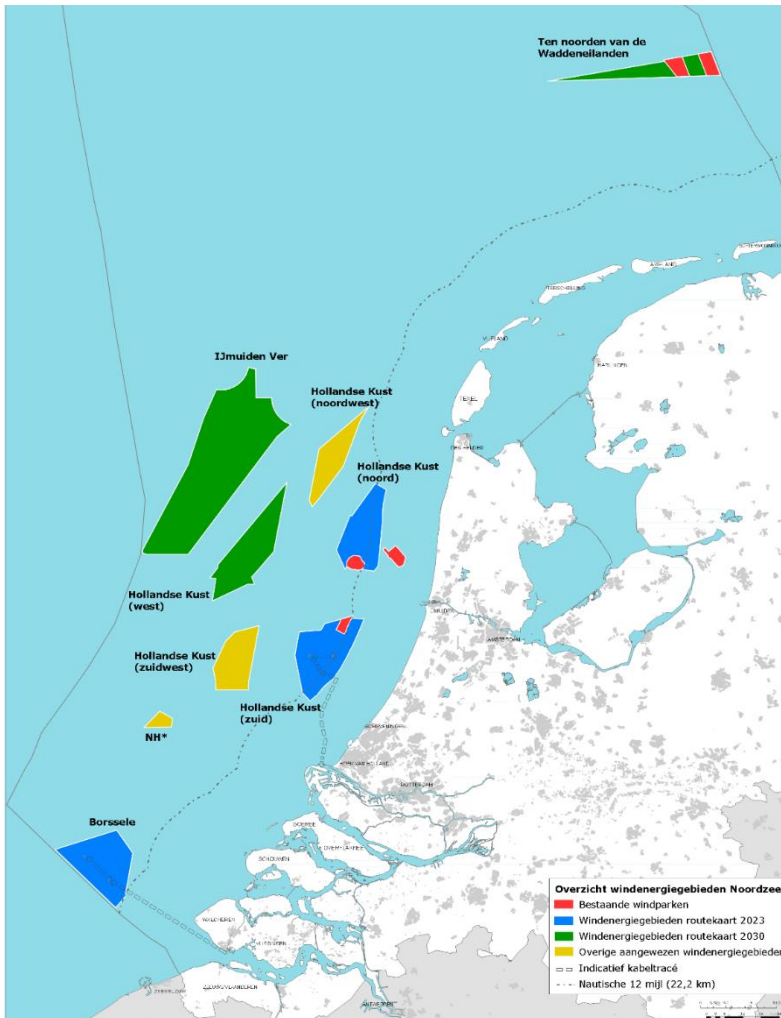 Ten noorden van de
Waddeneilanden
TEXEL
VLIELAND
IJmuiden Ver
Hollandse Kust
(noordwest)
Hollandse Kust
(noord)
Hollandse Kust
(west)
Hollandse Kust
(zuidwest)
Hollandse Kust
(zuid)
NH*
AMSTERDAM
ROTTERDAM
Borssele
SCHOUWEN
WALCHEREN
Overzicht windenergiegebieden Noordzee
Bestaande windparken
Windenergiegebieden routekaart 2023
Windenergiegebieden routekaart 2030
Overige aangewezen windenergiegebieden
Indicatief kabeltracé
Nautische 12 mijl (22,2 km)